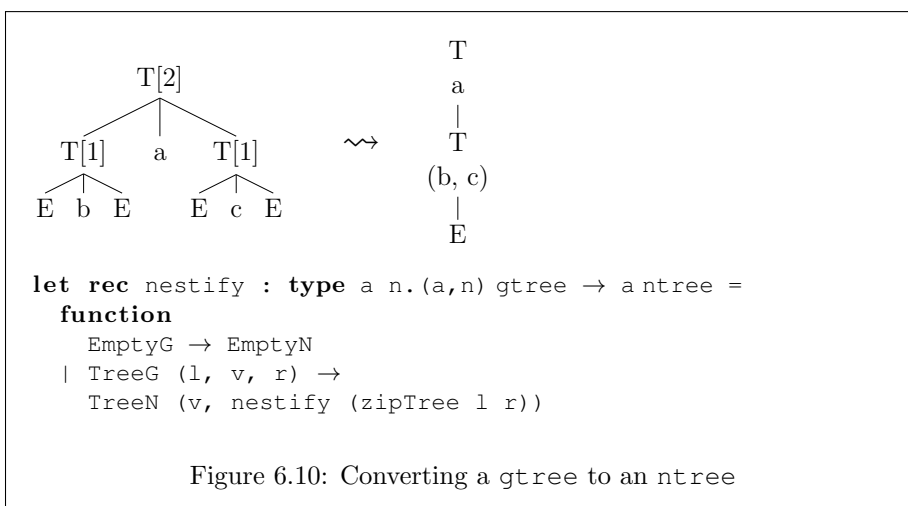 T[2]
T[1] a T[1]
E b E E c E
⇝
T
a
T
(b, c)
E
let rec nestify : type a n.(a,n) gtree → a ntree =
function
EmptyG → EmptyN
| TreeG (l, v, r) →
TreeN (v, nestify (zipTree l r))
Figure 6.10: Converting a gtree to an ntree